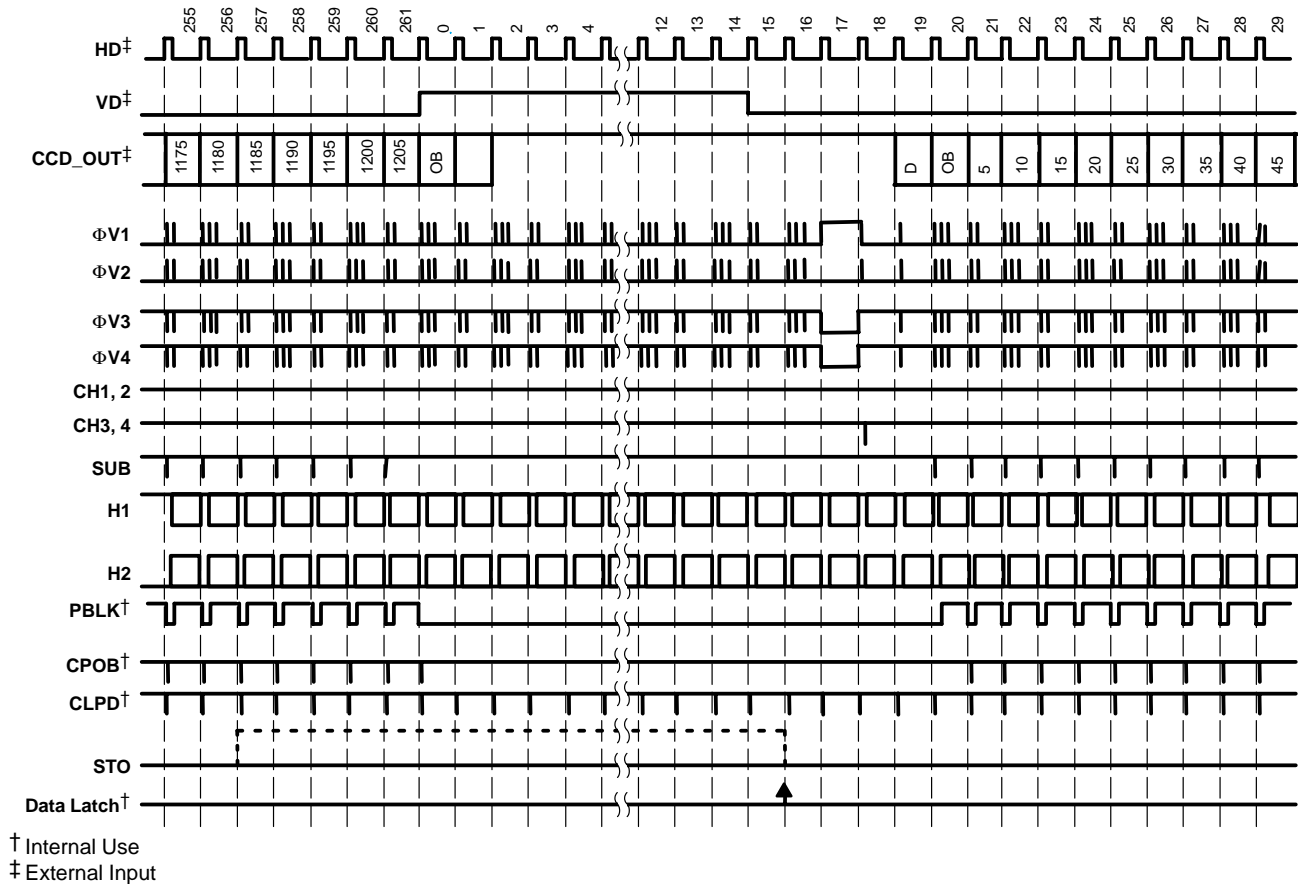 255 256 257 258 259 260 261 0 1 2 3 4 12 13 14 15 16 17 18 19 20 21 22 23 24 25 26 27 28 29
HD‡
VD‡
CCD_OUT‡ 1175 1180 1185 1190 1195 1200 1205 OB D OB 5 10 15 20 25 30 35 40 45
ΦV1
ΦV2
ΦV3
ΦV4
CH1, 2
CH3, 4
SUB
H1
H2
PBLK†
CPOB†
CLPD†
STO
Data Latch†
† Internal Use
‡ External Input